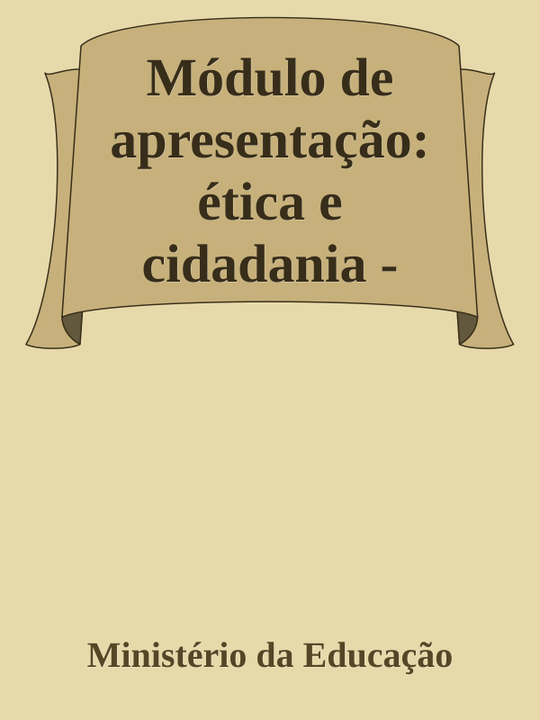 Módulo de
apresentação:
ética e
cidadania -
Ministério da Educação